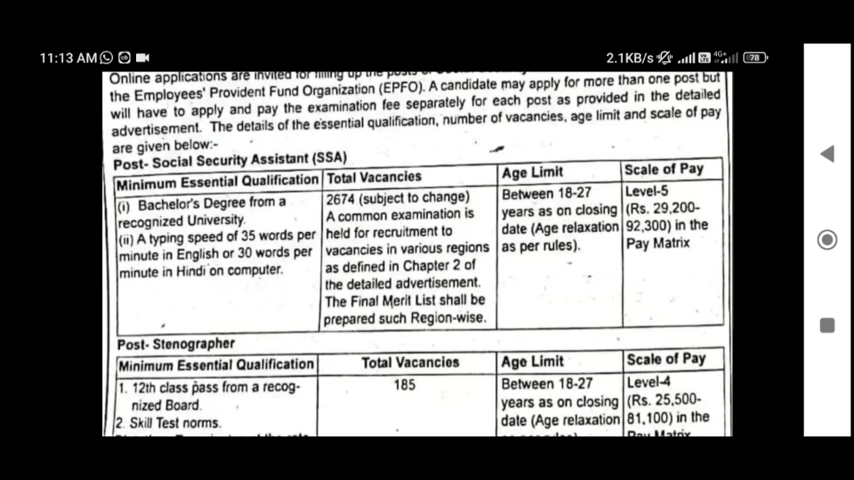 11:13 AM
2.1KB/s 4G+ 78
Online applications are invited for filling up the posts of
the Employees' Provident Fund Organization (EPFO). A candidate may apply for more than one post but
will have to apply and pay the examination fee separately for each post as provided in the detailed
advertisement. The details of the essential qualification, number of vacancies, age limit and scale of pay
are given below:-
Post- Social Security Assistant (SSA)
Minimum Essential Qualification Total Vacancies Age Limit Scale of Pay
(i) Bachelor's Degree from a
recognized University.
(ii) A typing speed of 35 words per
minute in English or 30 words per
minute in Hindi on computer.
2674 (subject to change)
A common examination is
held for recruitment to
vacancies in various regions
as defined in Chapter 2 of
the detailed advertisement.
The Final Merit List shall be
prepared such Region-wise.
Between 18-27
years as on closing
date (Age relaxation
as per rules).
Level-5
(Rs. 29,200-
92,300) in the
Pay Matrix
Post- Stenographer
Minimum Essential Qualification Total Vacancies Age Limit Scale of Pay
1. 12th class pass from a recog-
nized Board.
2. Skill Test norms.
185
Between 18-27
years as on closing
date (Age relaxation
Level-4
(Rs. 25,500-
81,100) in the
Pay Matrix